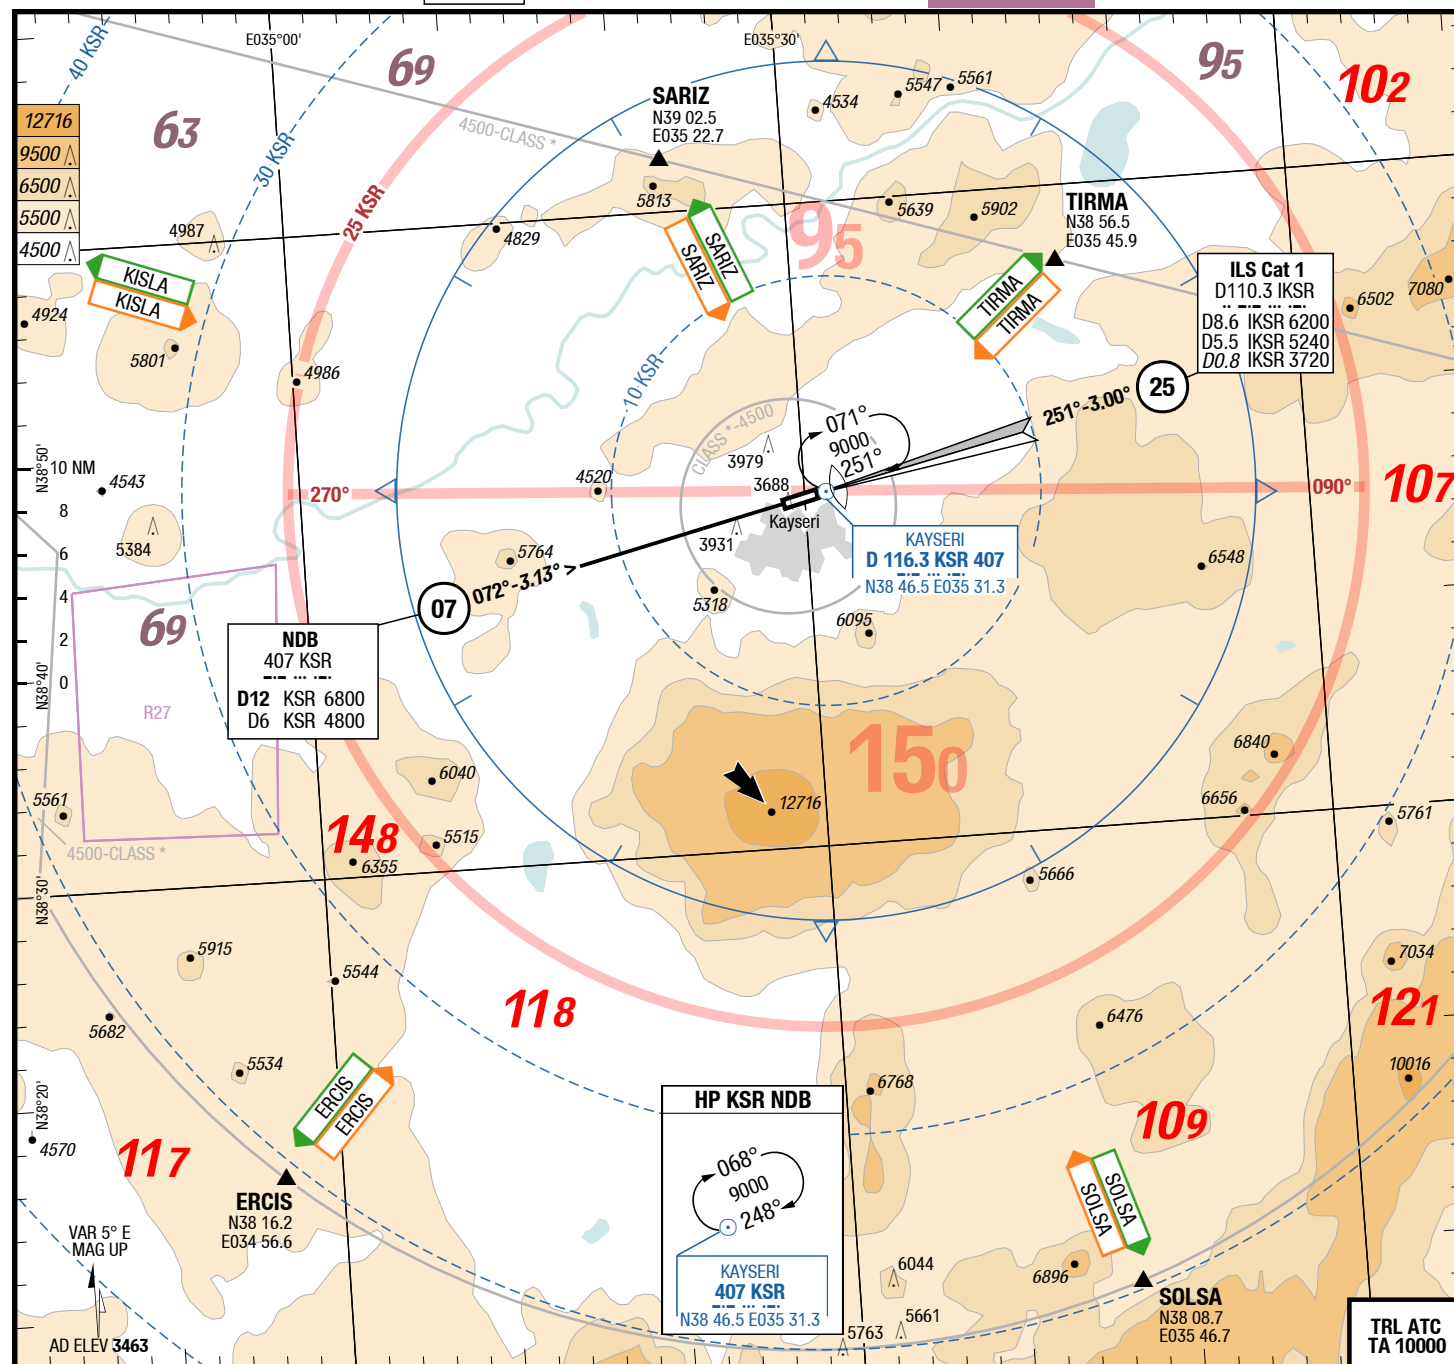 40 KSR
E035°00'
69
E035°30'
95
102
12716
9500
6500
5500
4500
63
30 KSR
25 KSR
4500-CLASS *
SARIZ
N39 02.5
E035 22.7
4534
5547
5561
5813
4829
4987
SARIZ
SARIZ
95
5639
5902
TIRMA
N38 56.5
E035 45.9
KISLA
KISLA
4924
5801
4986
TIRMA
TIRMA
ILS Cat 1
D110.3 IKSR
D8.6 IKSR 6200
D5.5 IKSR 5240
D0.8 IKSR 3720
6502
7080
10 KSR
CLASS *-4500
071°
9000
251°
251°-3.00°
25
N38°50'
10 NM
8
6
4
2
0
4543
270°
4520
3979
3688
Kayseri
3931
090°
107
5384
5764
072°-3.13° >
07
5318
KAYSERI
D 116.3 KSR 407
N38 46.5 E035 31.3
6548
6095
69
NDB
407 KSR
D12 KSR 6800
D6 KSR 4800
N38°40'
R27
6040
12716
150
6840
6656
5761
5561
4500-CLASS *
148
5515
6355
5666
N38°30'
5915
5544
7034
5682
118
6476
121
5534
6768
10016
ERCIS
ERCIS
N38°20'
4570
117
HP KSR NDB
068°
9000
248°
KAYSERI
407 KSR
N38 46.5 E035 31.3
109
SOLSA
SOLSA
ERCIS
N38 16.2
E034 56.6
VAR 5° E
MAG UP
6044
6896
5661
5763
SOLSA
N38 08.7
E035 46.7
AD ELEV 3463
TRL ATC
TA 10000